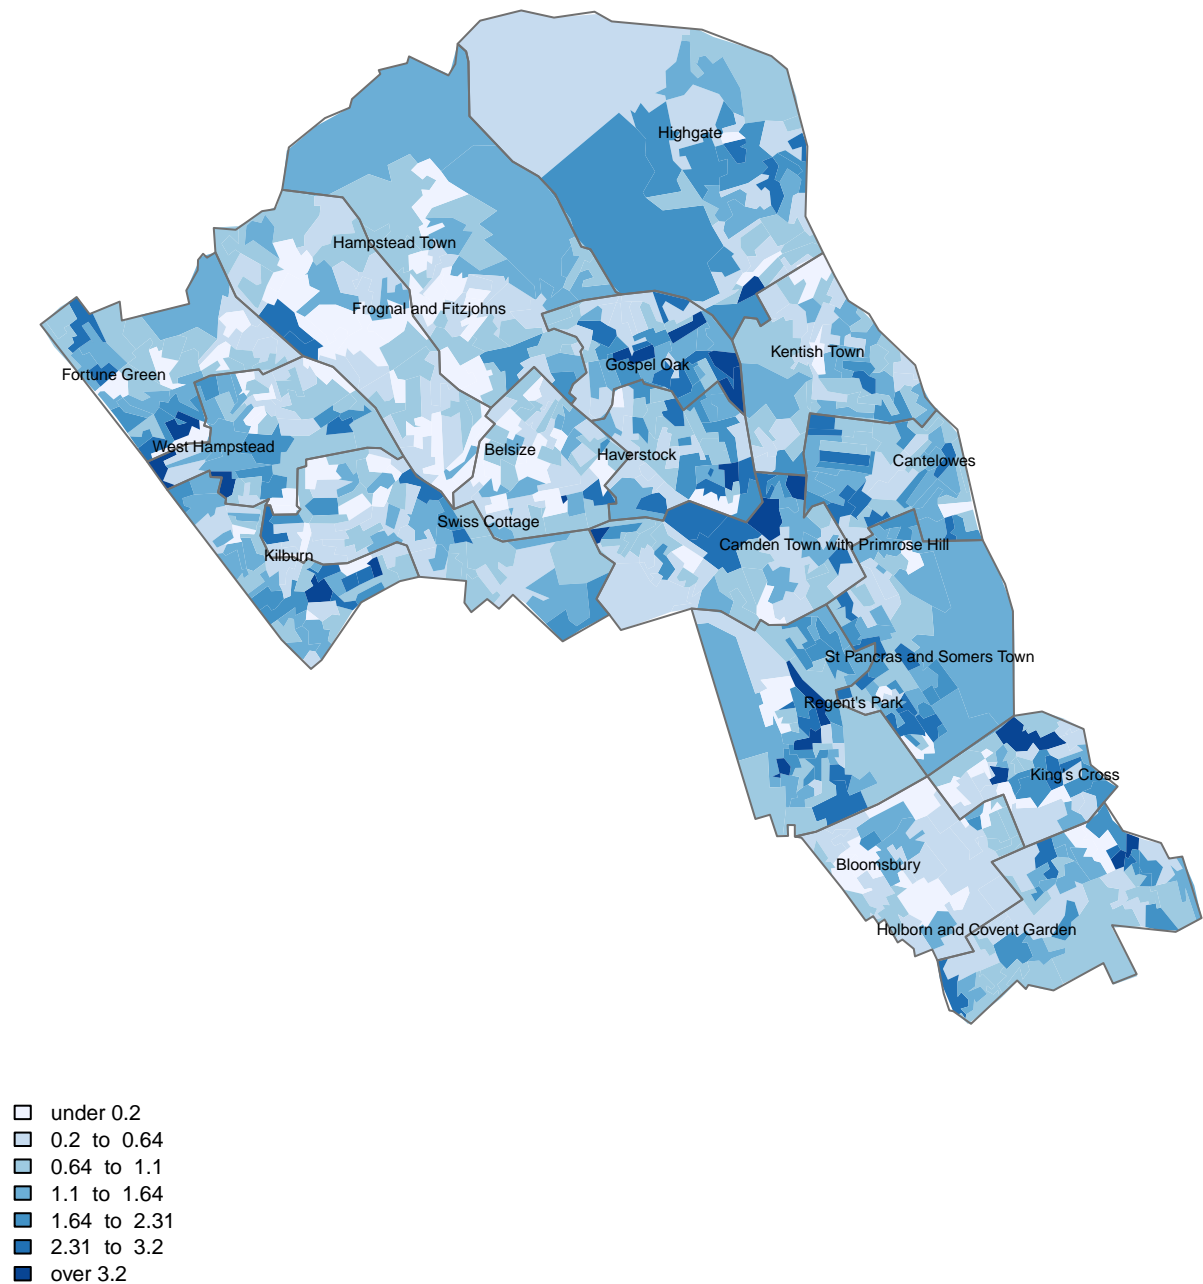 Highgate
Hampstead Town
Frognal and Fitzjohns
Kentish Town
Gospel Oak
Fortune Green
West Hampstead
Belsize
Haverstock
Cantelowes
Swiss Cottage
Camden Town with Primrose Hill
Kilburn
St Pancras and Somers Town
Regent's Park
King's Cross
Bloomsbury
Holborn and Covent Garden
under 0.2
0.2 to 0.64
0.64 to 1.1
1.1 to 1.64
1.64 to 2.31
2.31 to 3.2
over 3.2